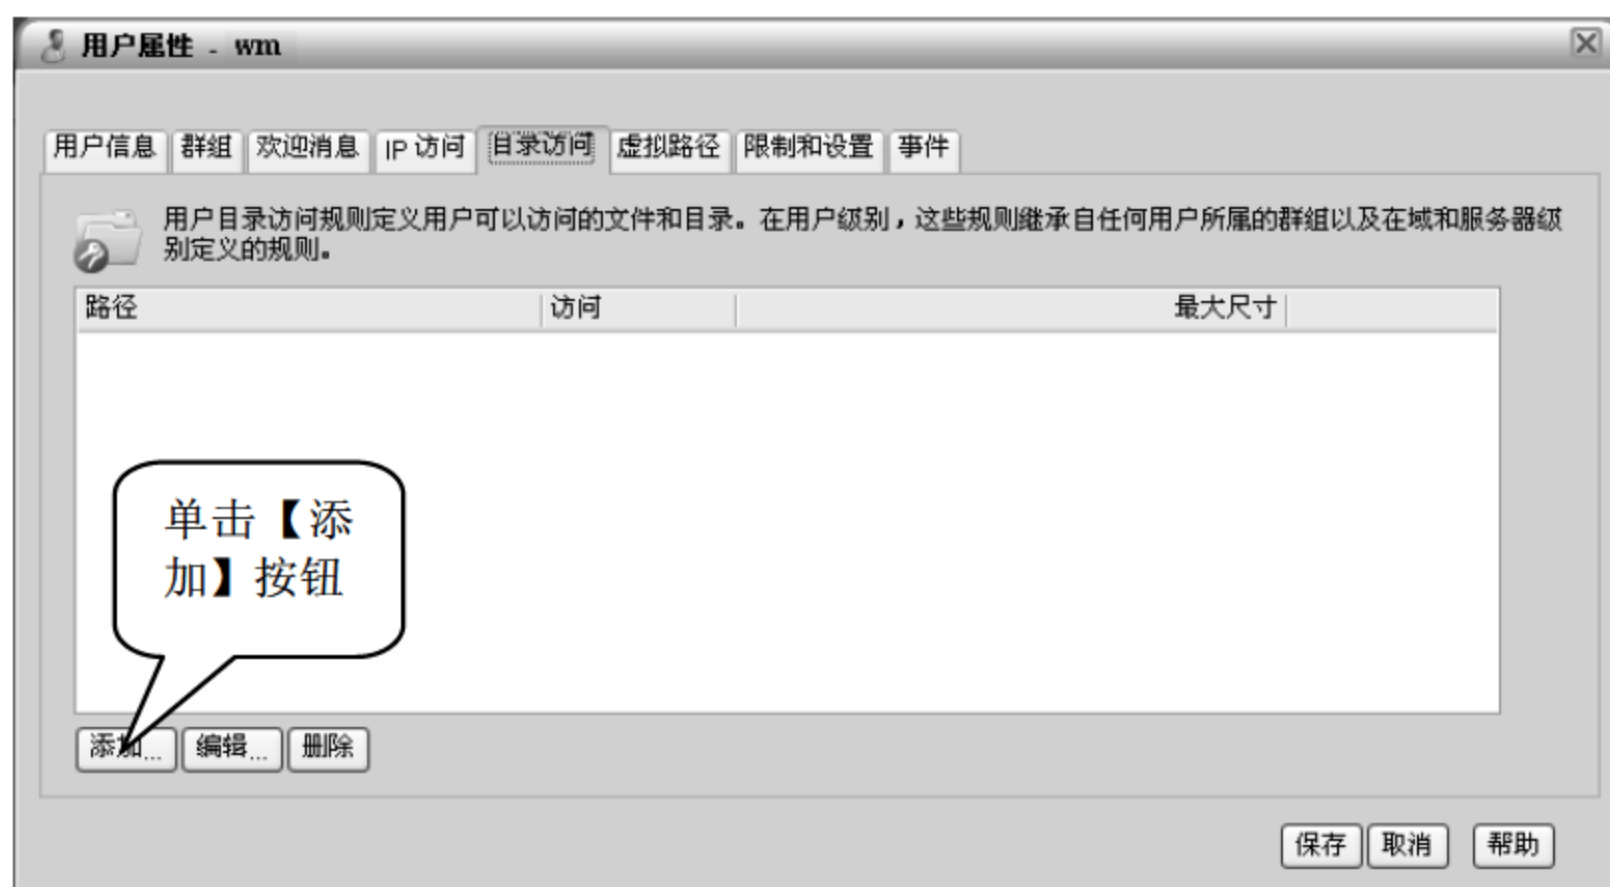 用户属性 - wm
用户信息 群组 欢迎消息 IP 访问 目录访问 虚拟路径 限制和设置 事件
用户目录访问规则定义用户可以访问的文件和目录。在用户级别，这些规则继承自任何用户所属的群组以及在域和服务器级
别定义的规则。
路径 访问 最大尺寸
单击【添
加】按钮
添加... 编辑... 删除
保存 取消 帮助